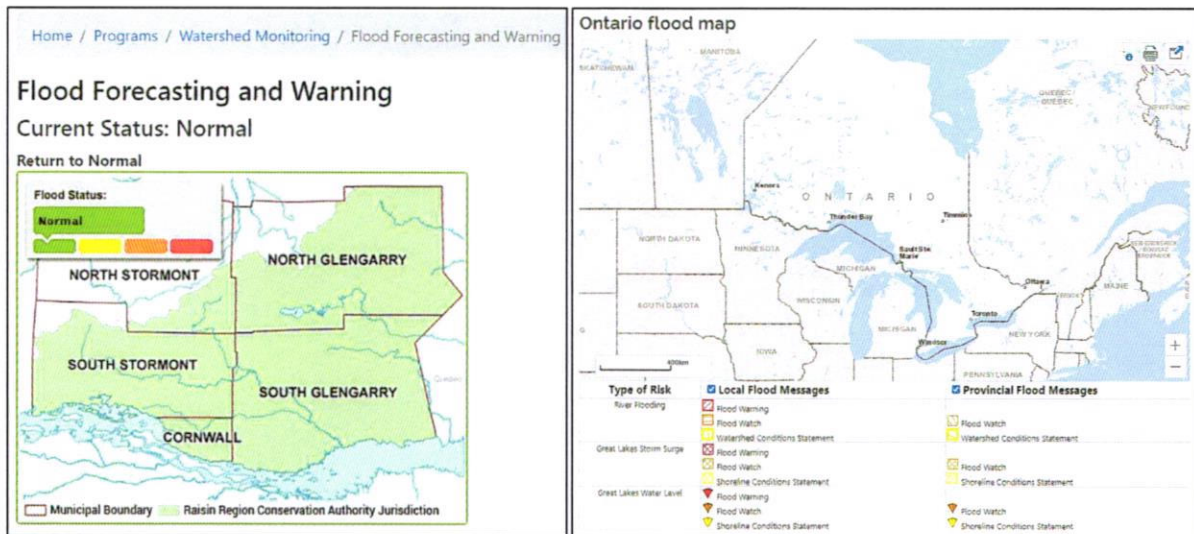 Home / Programs / Watershed Monitoring / Flood Forecasting and Warning
Flood Forecasting and Warning
Current Status: Normal
Return to Normal
Flood Status:
Normal
NORTH STORMONT
NORTH GLENGARRY
SOUTH STORMONT
SOUTH GLENGARRY
CORNWALL
Quebec
Municipal Boundary
Raisin Region Conservation Authority Jurisdiction
Ontario flood map
MANITOBA
SKATCHEWAN
QUEBEC
QUÉBEC
NEWFOUND
Kenora
ONTARIO
Thunder Bay
Timmins
Sault Ste.
Marie
NORTH DAKOTA
MINNESOTA
MICHIGAN
Ottawa
MAINE
SOUTH DAKOTA
WISCONSIN
MICHIGAN
Toronto
NEW YORK
Windsor
IOWA
PENNSYLVANIA
400km
+
−
Type of Risk
Local Flood Messages
Provincial Flood Messages
River Flooding
Flood Warning
Flood Watch
Flood Watch
Watershed Conditions Statement
Watershed Conditions Statement
Great Lakes Storm Surge
Flood Warning
Flood Watch
Flood Watch
Shoreline Conditions Statement
Shoreline Conditions Statement
Great Lakes Water Level
Flood Warning
Flood Watch
Flood Watch
Shoreline Conditions Statement
Shoreline Conditions Statement